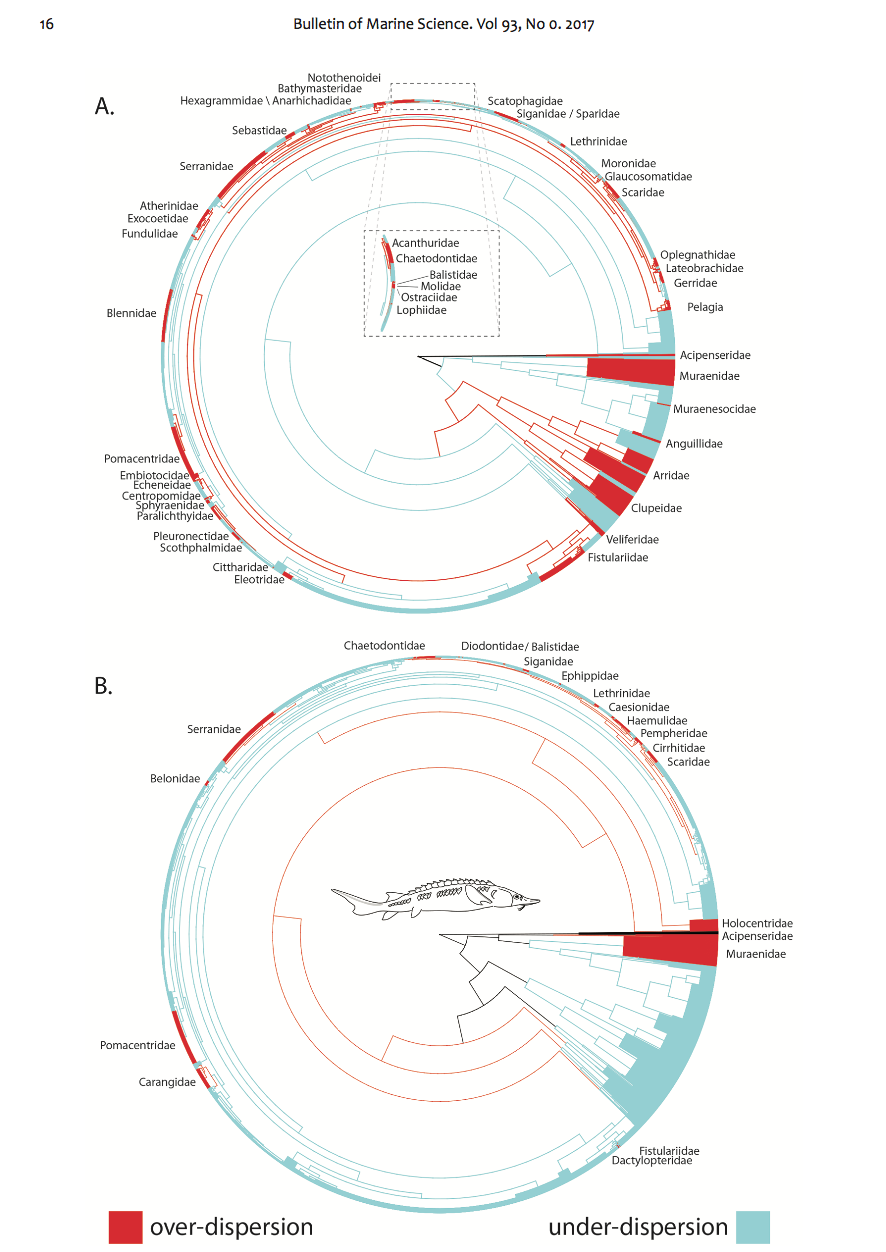 16
Bulletin of Marine Science. Vol 93, No 0. 2017
A.
Notothenoidei
Bathymasteridae
Hexagrammidae \ Anarhichadidae
Sebastidae
Serranidae
Atherinidae
Exocoetidae
Fundulidae
Blennidae
Pomacentridae
Embiotocidae
Echeneidae
Centropomidae
Sphyraenidae
Paralichthyidae
Pleuronectidae
Scothphalmidae
Cittharidae
Eleotridae
Acanthuridae
Chaetodontidae
Balistidae
Molidae
Ostraciidae
Lophiidae
Scatophagidae
Siganidae / Sparidae
Lethrinidae
Moronidae
Glaucosomatidae
Scaridae
Oplegnathidae
Lateobrachidae
Gerridae
Pelagia
Acipenseridae
Muraenidae
Muraenesocidae
Anguillidae
Arridae
Clupeidae
Veliferidae
Fistulariidae
B.
Chaetodontidae
Diodontidae/ Balistidae
Siganidae
Ephippidae
Lethrinidae
Caesionidae
Haemulidae
Pempheridae
Cirrhitidae
Scaridae
Serranidae
Belonidae
Pomacentridae
Carangidae
Holocentridae
Acipenseridae
Muraenidae
Fistulariidae
Dactylopteridae
over-dispersion
under-dispersion